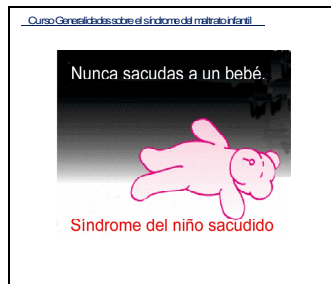 Curso Generalidades sobre el síndrome del maltrato infantil
Nunca sacudas a un bebé.
Síndrome del niño sacudido